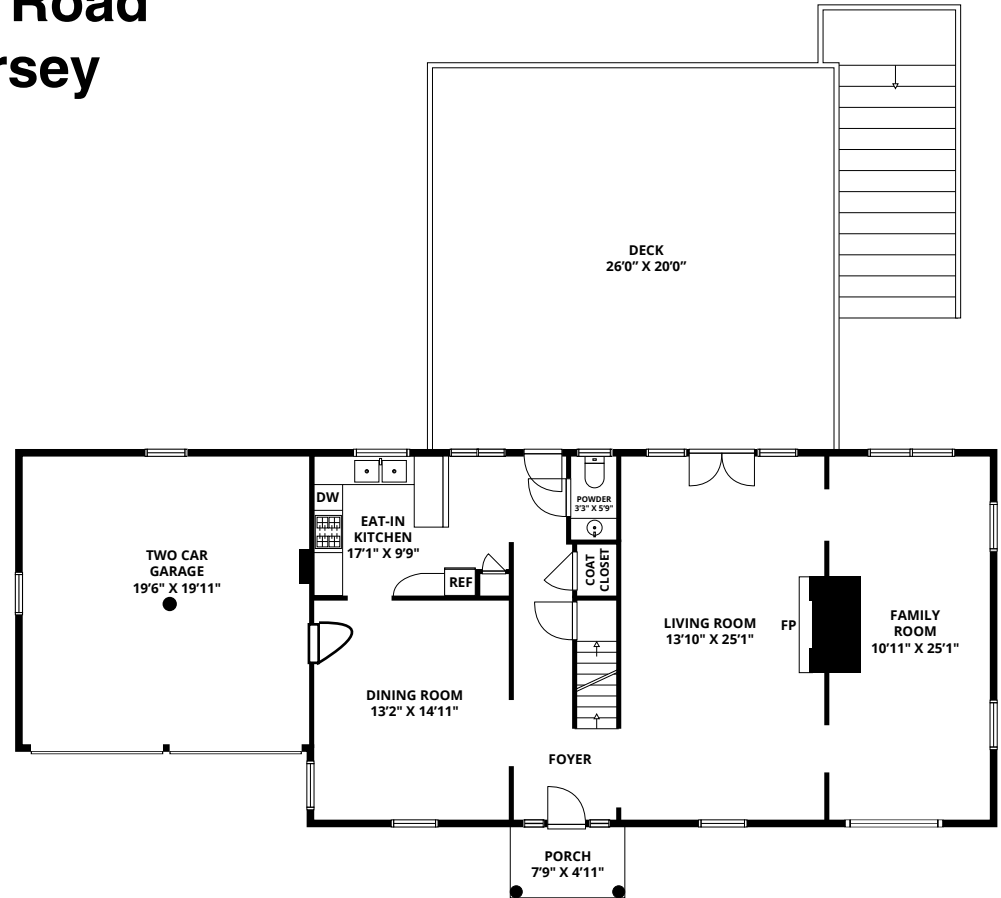 Road
rsey
DECK
26'0" X 20'0"
DW
EAT-IN
KITCHEN
17'1" X 9'9"
REF
POWDER
3'3" X 5'9"
COAT
CLOSET
TWO CAR
GARAGE
19'6" X 19'11"
LIVING ROOM
13'10" X 25'1"
FP
FAMILY
ROOM
10'11" X 25'1"
DINING ROOM
13'2" X 14'11"
FOYER
PORCH
7'9" X 4'11"